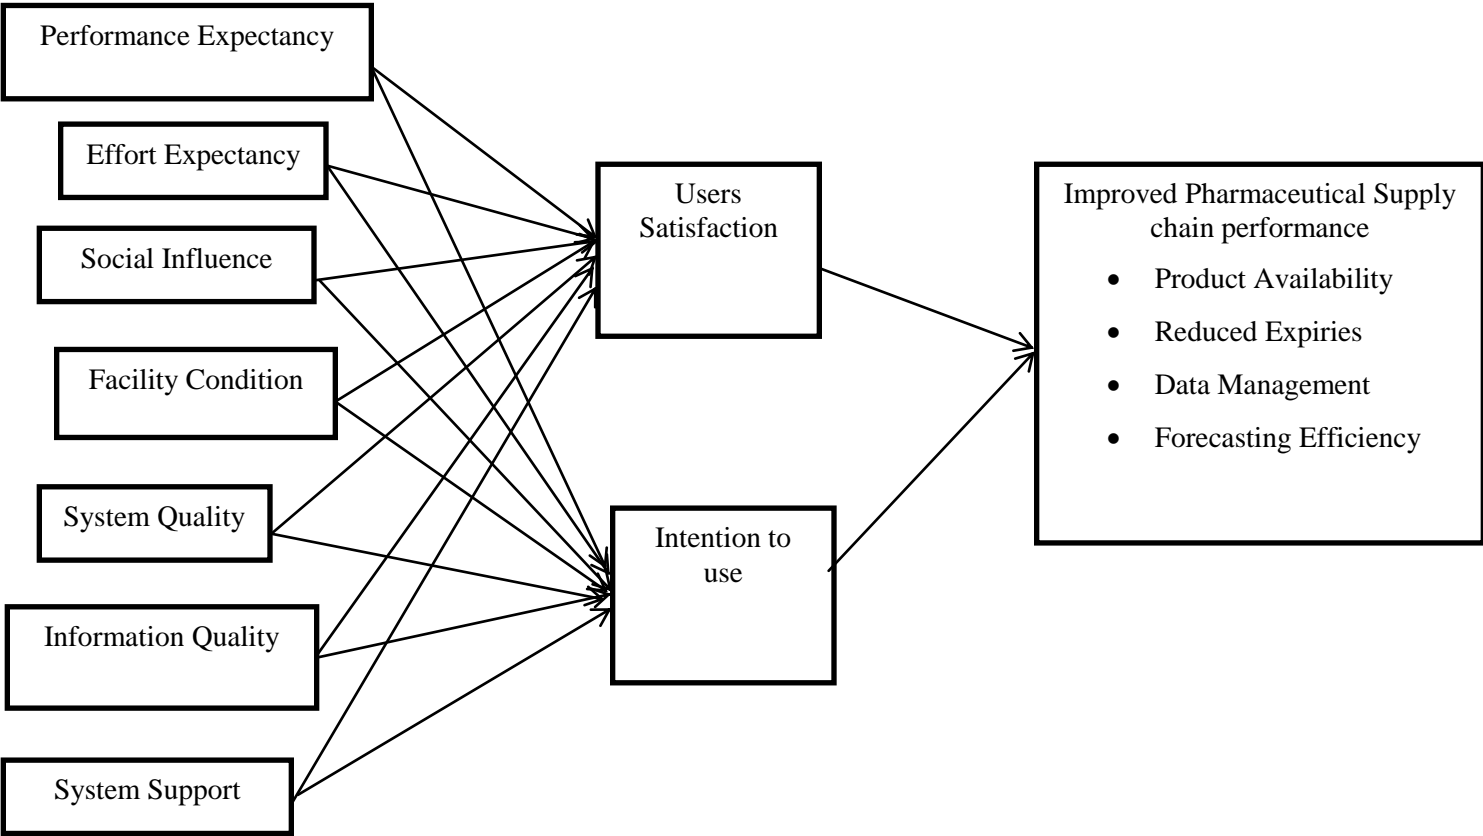 Performance Expectancy
Effort Expectancy
Social Influence
Facility Condition
System Quality
Information Quality
System Support
Users
Satisfaction
Intention to
use
Improved Pharmaceutical Supply
chain performance
• Product Availability
• Reduced Expiries
• Data Management
• Forecasting Efficiency